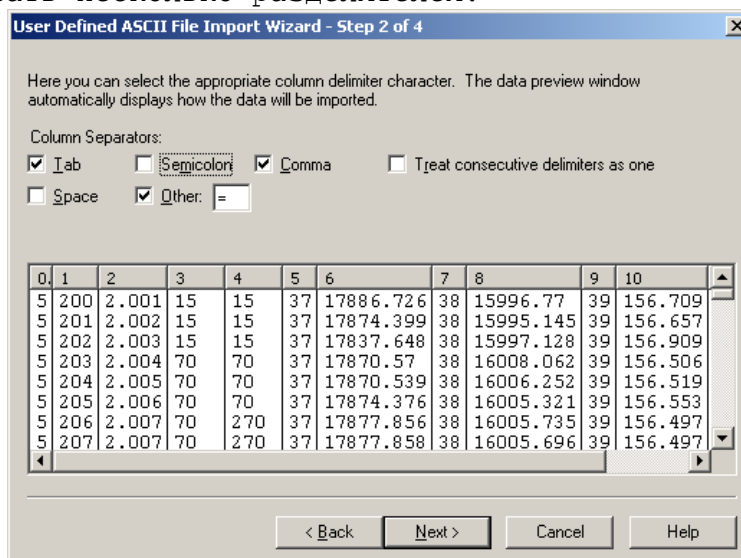 User Defined ASCII File Import Wizard - Step 2 of 4
Here you can select the appropriate column delimiter character. The data preview window
automatically displays how the data will be imported.
Column Separators:
Tab Semicolon Comma Treat consecutive delimiters as one
Space Other: =
0. 1 2 3 4 5 6 7 8 9 10
5 200 2.001 15 15 37 17886.726 38 15996.77 39 156.709
5 201 2.002 15 15 37 17874.399 38 15995.145 39 156.657
5 202 2.003 15 15 37 17837.648 38 15997.128 39 156.909
5 203 2.004 70 70 37 17870.57 38 16008.062 39 156.506
5 204 2.005 70 70 37 17870.539 38 16006.252 39 156.519
5 205 2.006 70 70 37 17874.376 38 16005.321 39 156.553
5 206 2.007 70 270 37 17877.856 38 16005.735 39 156.497
5 207 2.007 70 270 37 17877.858 38 16005.696 39 156.497
< Back Next > Cancel Help